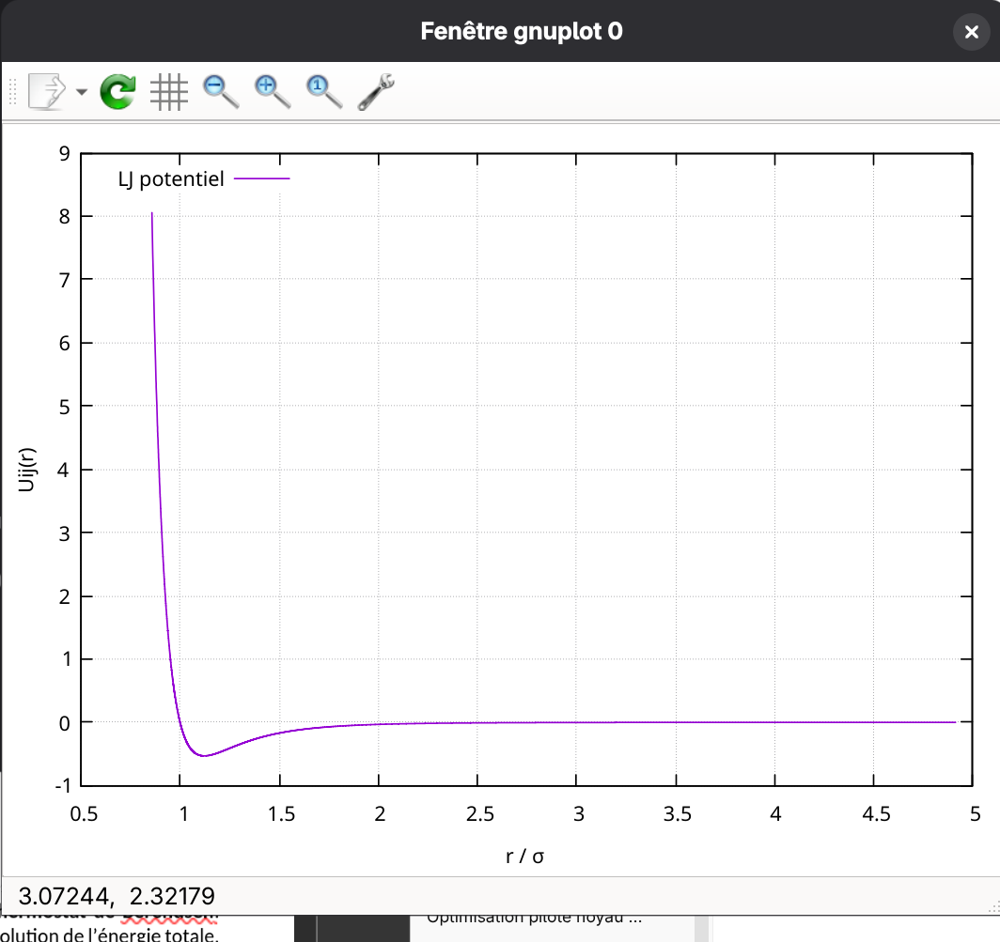 Fenêtre gnuplot 0
1
9
LJ potentiel
8
7
6
5
4
3
2
1
0
-1
Uij(r)
0.5 1 1.5 2 2.5 3 3.5 4 4.5 5
r / σ
3.07244, 2.32179
Optimisation pilote noyau ...
olution de l'énergie totale.